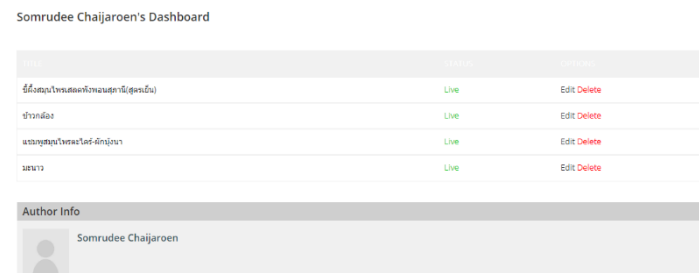 Somrudee Chaijaroen's Dashboard
Title Status Options
ขี้ผึ้งสมุนไพรเสลดพังพอนสุภานี(สูตรเย็น) Live Edit Delete
ข้าวกล้อง Live Edit Delete
แชมพูสมุนไพรตะไคร้-ผักบุ้งนา Live Edit Delete
มะนาว Live Edit Delete
Author Info
Somrudee Chaijaroen